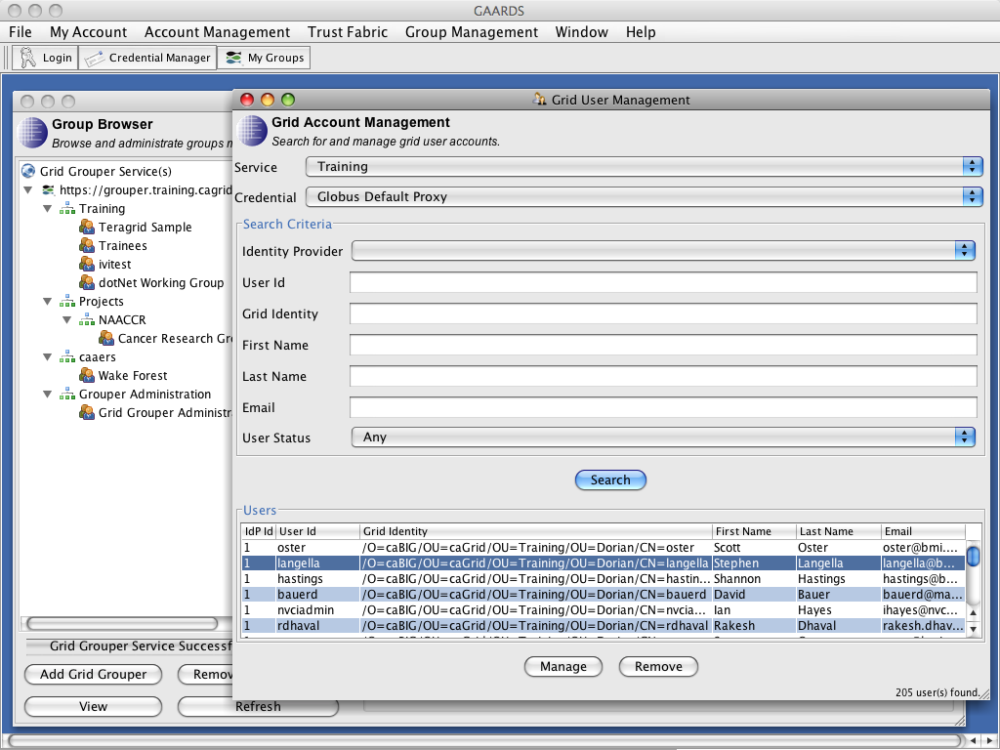 GAARDS
File My Account Account Management Trust Fabric Group Management Window Help
Login Credential Manager My Groups
Group Browser
Browse and administrate groups
Grid Grouper Service(s)
https://grouper.training.cagrid
Training
Teragrid Sample
Trainees
ivitest
dotNet Working Group
Projects
NAACCR
Cancer Research Gr
caaers
Wake Forest
Grouper Administration
Grid Grouper Administr
Grid Grouper Service Successf
Add Grid Grouper Remov
View Refresh
Grid User Management
Grid Account Management
Search for and manage grid user accounts.
Service Training
Credential Globus Default Proxy
Search Criteria
Identity Provider
User Id
Grid Identity
First Name
Last Name
Email
User Status Any
Search
Users
IdP Id User Id Grid Identity First Name Last Name Email
1 oster /O=caBIG/OU=caGrid/OU=Training/OU=Dorian/CN=oster Scott Oster oster@bmi....
1 langella /O=caBIG/OU=caGrid/OU=Training/OU=Dorian/CN=langella Stephen Langella langella@b...
1 hastings /O=caBIG/OU=caGrid/OU=Training/OU=Dorian/CN=hastin... Shannon Hastings hastings@b...
1 bauerd /O=caBIG/OU=caGrid/OU=Training/OU=Dorian/CN=bauerd David Bauer bauerd@ma...
1 nvciadmin /O=caBIG/OU=caGrid/OU=Training/OU=Dorian/CN=nvcia... Ian Hayes ihayes@nvc...
1 rdhaval /O=caBIG/OU=caGrid/OU=Training/OU=Dorian/CN=rdhaval Rakesh Dhaval rakesh.dhav...
Manage Remove
205 user(s) found.